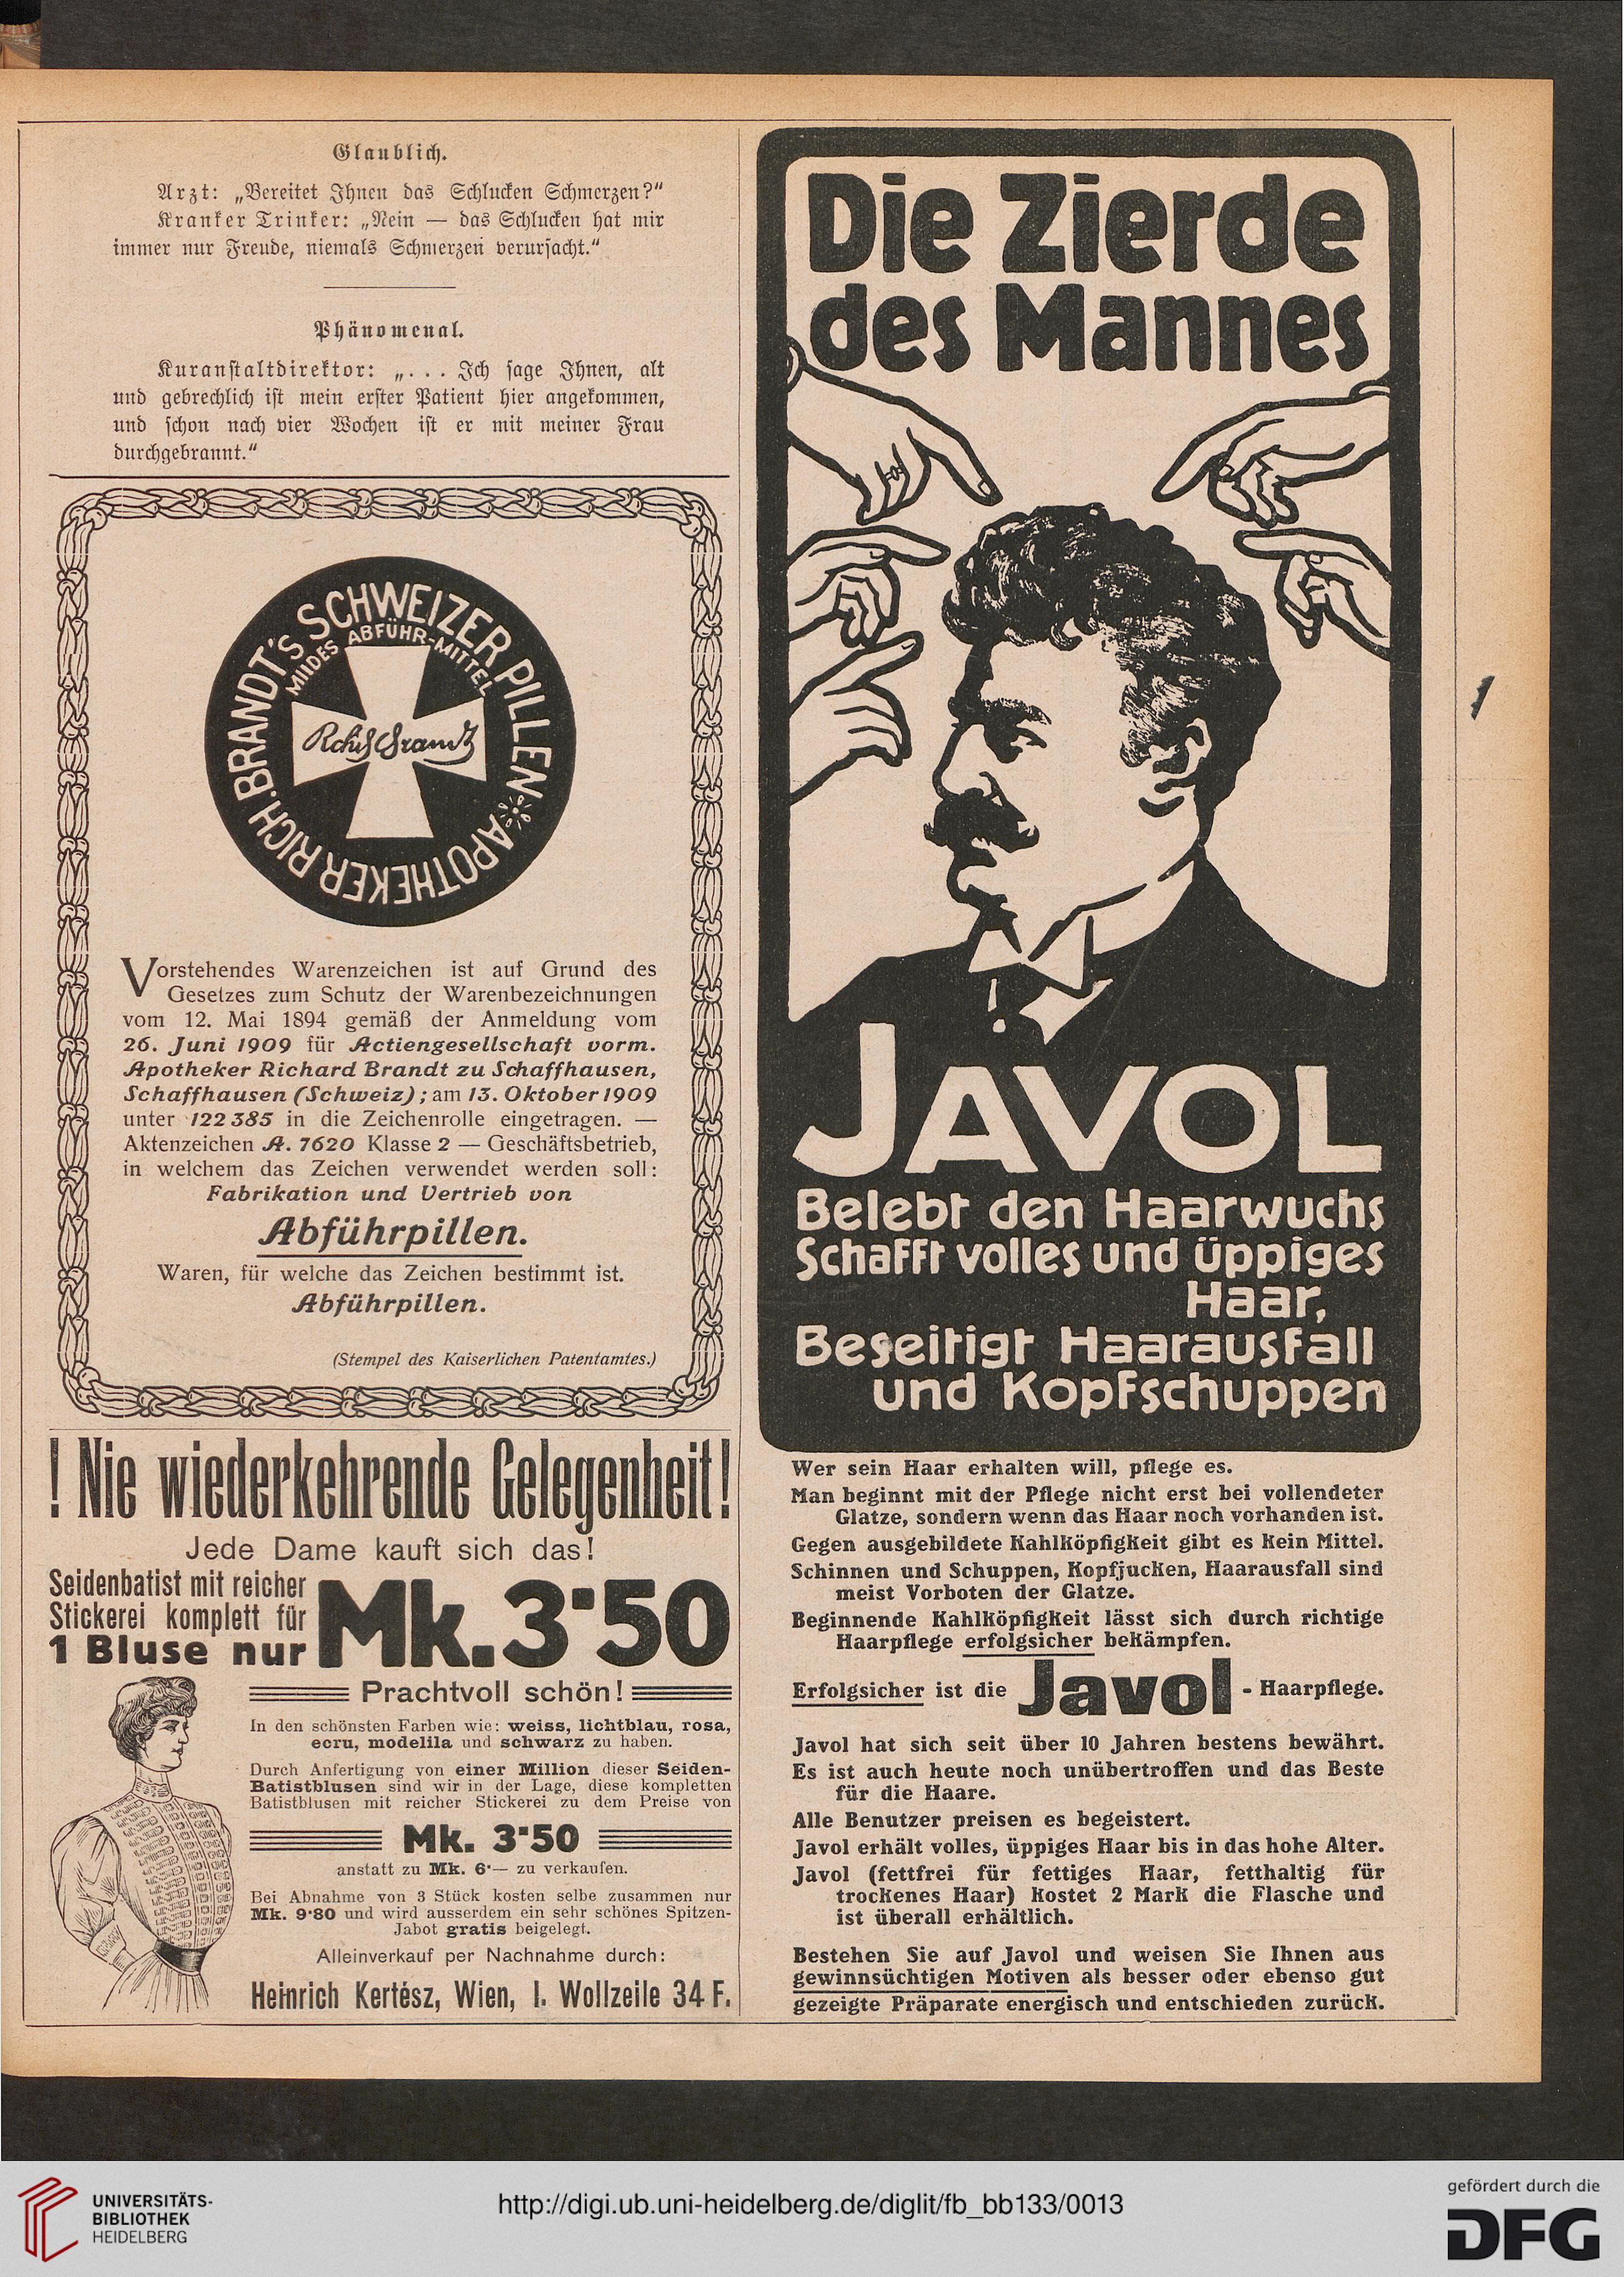 Glaublich.
Arzt: „Bereitet Ihnen das Schlucken Schmerzen?“
Kranker Trinker: „Nein — das Schlucken hat mir
immer nur Freude, niemals Schmerzen verursacht.“
Phänomenal.
Kuranstaltdirektor: „. . . Ich sage Ihnen, alt
und gebrechlich ist mein erster Patient hier angekommen,
und schon nach vier Wochen ist er mit meiner Frau
durchgebrannt.“
APOTHEKER RICH. BRANDT'S SCHWEIZER PILLEN
MILDES ABFÜHR-MITTEL
Rchd Brandt
Vorstehendes Warenzeichen ist auf Grund des
Gesetzes zum Schutz der Warenbezeichnungen
vom 12. Mai 1894 gemäß der Anmeldung vom
26. Juni 1909 für Actiengesellschaft vorm.
Apotheker Richard Brandt zu Schaffhausen,
Schaffhausen (Schweiz); am 13. Oktober 1909
unter 122385 in die Zeichenrolle eingetragen. —
Aktenzeichen A. 7620 Klasse 2 — Geschäftsbetrieb,
in welchem das Zeichen verwendet werden soll:
Fabrikation und Vertrieb von
Abführpillen.
Waren, für welche das Zeichen bestimmt ist.
Abführpillen.
(Stempel des Kaiserlichen Patentamtes.)
! Nie wiederkehrende Gelegenheit!
Jede Dame kauft sich das!
Seidenbatist mit reicher
Stickerei komplett für
1 Bluse nur Mk. 3·50
Prachtvoll schön!
In den schönsten Farben wie: weiss, lichtblau, rosa,
ecru, modelila und schwarz zu haben.
Durch Anfertigung von einer Million dieser Seiden-
Batistblusen sind wir in der Lage, diese kompletten
Batistblusen mit reicher Stickerei zu dem Preise von
Mk. 3·50
anstatt zu Mk. 6·— zu verkaufen.
Bei Abnahme von 3 Stück kosten selbe zusammen nur
Mk. 9·80 und wird ausserdem ein sehr schönes Spitzen-
Jabot gratis beigelegt.
Alleinverkauf per Nachnahme durch:
Heinrich Kertész, Wien, I. Wollzeile 34 F.
Die Zierde
des Mannes
JAVOL
Belebt den Haarwuchs
Schafft volles und üppiges
Haar,
Beseitigt Haarausfall
und Kopfschuppen
Wer sein Haar erhalten will, pflege es.
Man beginnt mit der Pflege nicht erst bei vollendeter
Glatze, sondern wenn das Haar noch vorhanden ist.
Gegen ausgebildete Kahlköpfigkeit gibt es kein Mittel.
Schinnen und Schuppen, Kopfjucken, Haarausfall sind
meist Vorboten der Glatze.
Beginnende Kahlköpfigkeit lässt sich durch richtige
Haarpflege erfolgsicher bekämpfen.
Erfolgsicher ist die Javol - Haarpflege.
Javol hat sich seit über 10 Jahren bestens bewährt.
Es ist auch heute noch unübertroffen und das Beste
für die Haare.
Alle Benutzer preisen es begeistert.
Javol erhält volles, üppiges Haar bis in das hohe Alter.
Javol (fettfrei für fettiges Haar, fetthaltig für
trockenes Haar) kostet 2 Mark die Flasche und
ist überall erhältlich.
Bestehen Sie auf Javol und weisen Sie Ihnen aus
gewinnsüchtigen Motiven als besser oder ebenso gut
gezeigte Präparate energisch und entschieden zurück.
UNIVERSITÄTS-
BIBLIOTHEK
HEIDELBERG
http://digi.ub.uni-heidelberg.de/diglit/fb_bb133/0013
gefördert durch die
DFG